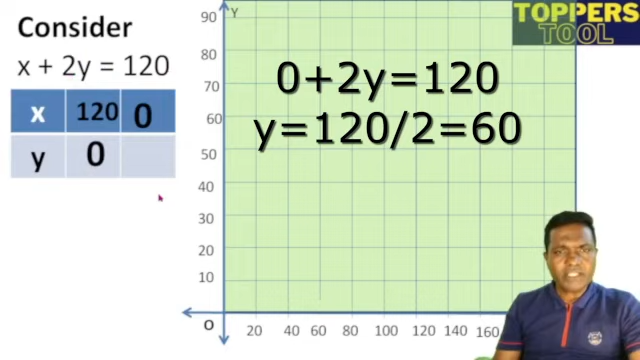 Consider
x + 2y = 120
x 120 0
y 0
TOPPERS
TOOL
Y
0+2y=120
y=120/2=60
90
80
70
60
50
40
30
20
10
O
20 40 60 80 100 120 140 160